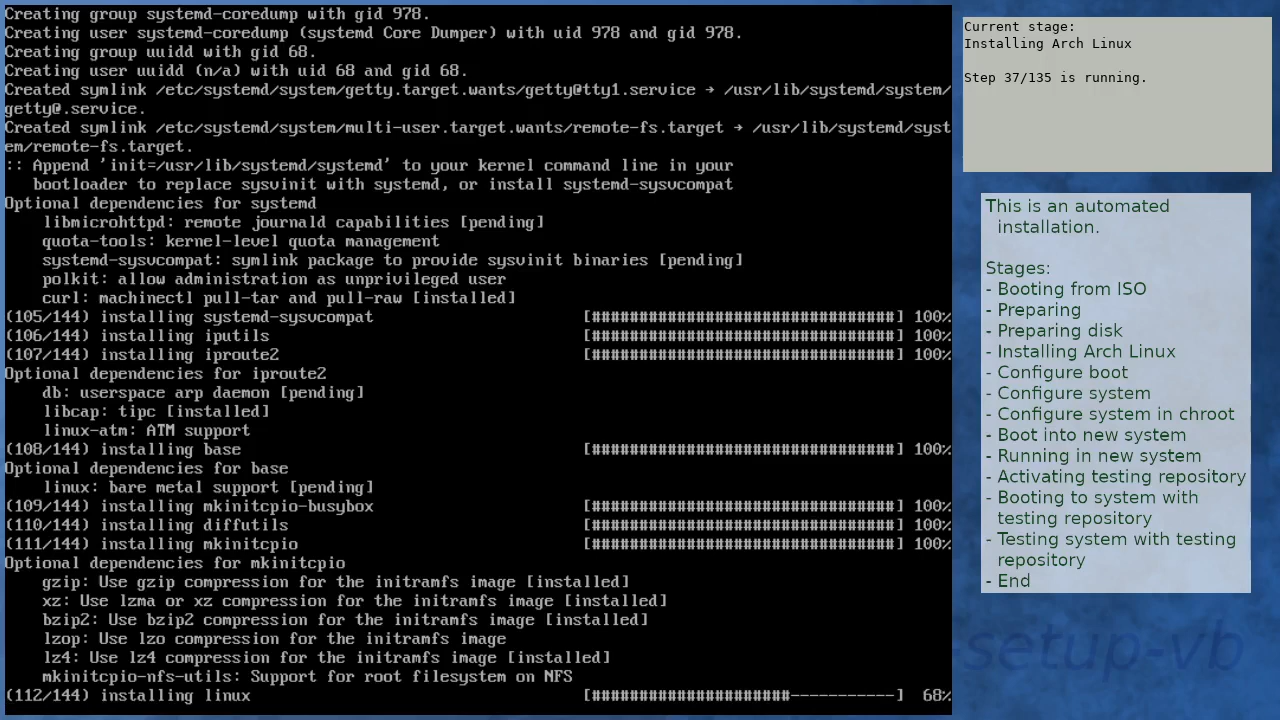 Creating group systemd-coredump with gid 978.
Creating user systemd-coredump (systemd Core Dumper) with uid 978 and gid 978.
Creating group uuidd with gid 68.
Creating user uuidd (n/a) with uid 68 and gid 68.
Created symlink /etc/systemd/system/getty.target.wants/getty@tty1.service → /usr/lib/systemd/system/
getty@.service.
Created symlink /etc/systemd/system/multi-user.target.wants/remote-fs.target → /usr/lib/systemd/syst
em/remote-fs.target.
:: Append 'init=/usr/lib/systemd/systemd' to your kernel command line in your
   bootloader to replace sysvinit with systemd, or install systemd-sysvcompat
Optional dependencies for systemd
    libmicrohttpd: remote journald capabilities [pending]
    quota-tools: kernel-level quota management
    systemd-sysvcompat: symlink package to provide sysvinit binaries [pending]
    polkit: allow administration as unprivileged user
    curl: machinectl pull-tar and pull-raw [installed]
(105/144) installing systemd-sysvcompat [################################] 100%
(106/144) installing iputils [################################] 100%
(107/144) installing iproute2 [################################] 100%
Optional dependencies for iproute2
    db: userspace arp daemon [pending]
    libcap: tipc [installed]
    linux-atm: ATM support
(108/144) installing base [################################] 100%
Optional dependencies for base
    linux: bare metal support [pending]
(109/144) installing mkinitcpio-busybox [################################] 100%
(110/144) installing diffutils [################################] 100%
(111/144) installing mkinitcpio [################################] 100%
Optional dependencies for mkinitcpio
    gzip: Use gzip compression for the initramfs image [installed]
    xz: Use lzma or xz compression for the initramfs image [installed]
    bzip2: Use bzip2 compression for the initramfs image [installed]
    lzop: Use lzo compression for the initramfs image
    lz4: Use lz4 compression for the initramfs image [installed]
    mkinitcpio-nfs-utils: Support for root filesystem on NFS
(112/144) installing linux [#####################-----------] 68%
Current stage:
Installing Arch Linux
Step 37/135 is running.
This is an automated
installation.
Stages:
- Booting from ISO
- Preparing
- Preparing disk
- Installing Arch Linux
- Configure boot
- Configure system
- Configure system in chroot
- Boot into new system
- Running in new system
- Activating testing repository
- Booting to system with
testing repository
- Testing system with testing
repository
- End
-setup-vb